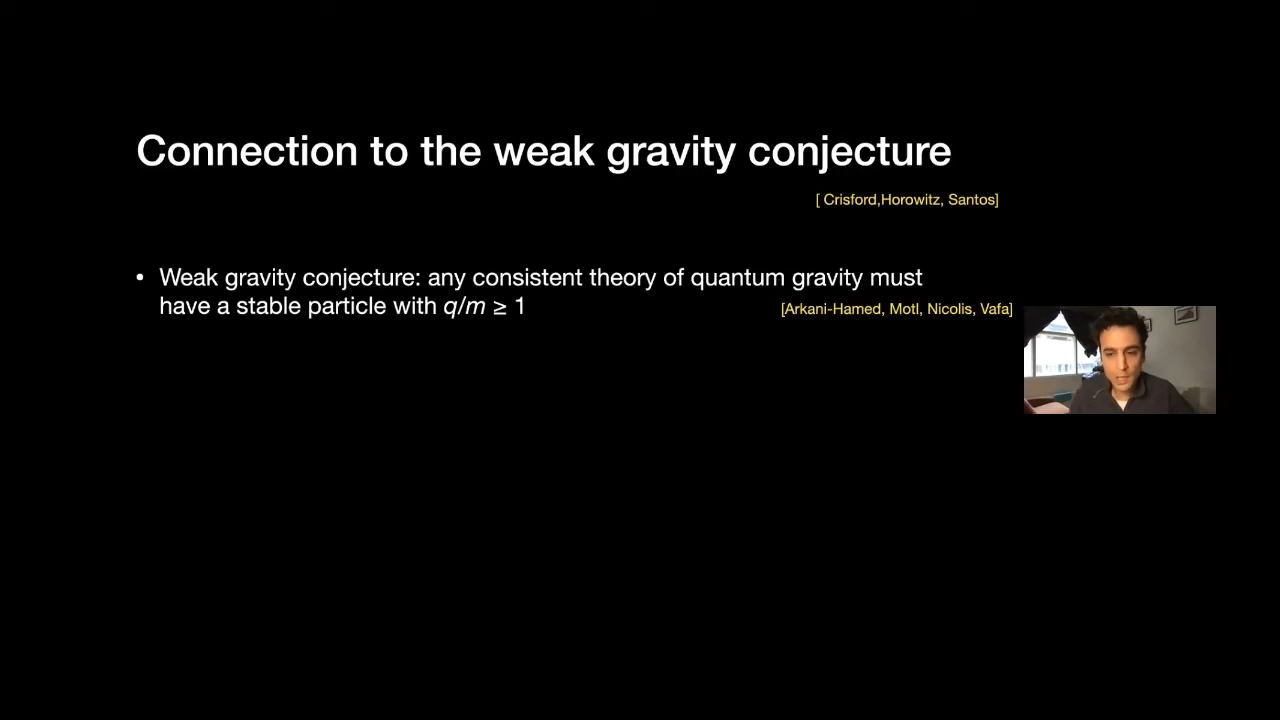 Connection to the weak gravity conjecture
[ Crisford,Horowitz, Santos]
• Weak gravity conjecture: any consistent theory of quantum gravity must
have a stable particle with q/m ≥ 1
[Arkani-Hamed, Motl, Nicolis, Vafa]